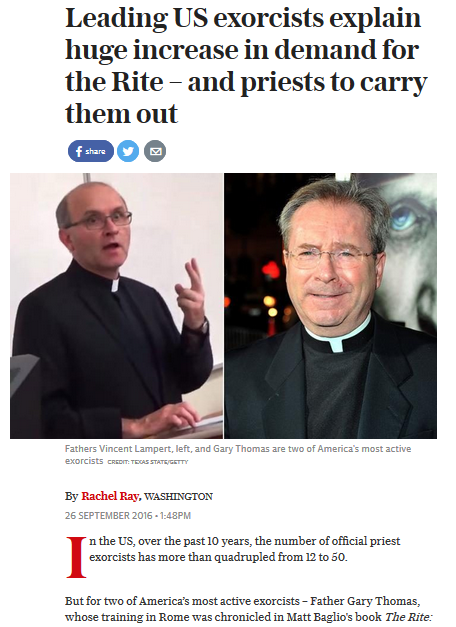 Leading US exorcists explain
huge increase in demand for
the Rite – and priests to carry
them out
f share
Fathers Vincent Lampert, left, and Gary Thomas are two of America's most active
exorcists CREDIT: TEXAS STATE/GETTY
By Rachel Ray, WASHINGTON
26 SEPTEMBER 2016 • 1:48PM
In the US, over the past 10 years, the number of official priest
exorcists has more than quadrupled from 12 to 50.
But for two of America's most active exorcists – Father Gary Thomas,
whose training in Rome was chronicled in Matt Baglio's book The Rite: